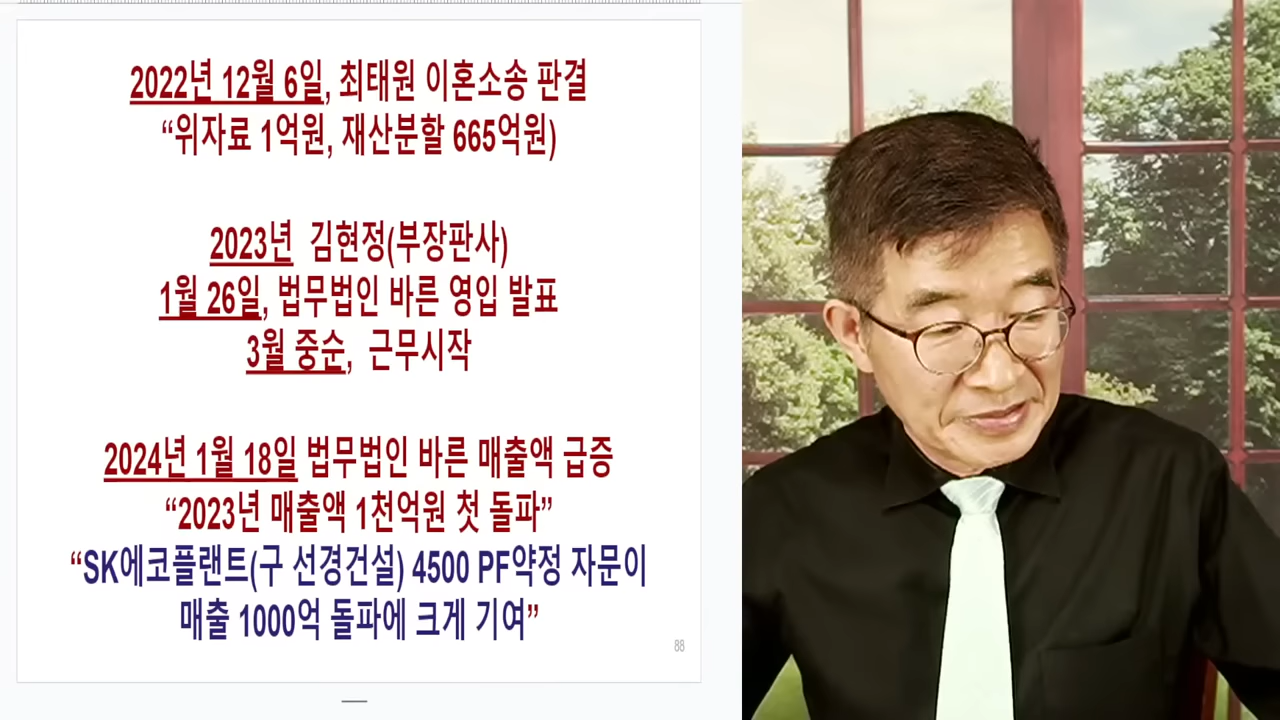 2022년 12월 6일, 최태원 이혼소송 판결
“위자료 1억원, 재산분할 665억원)
2023년 김현정(부장판사)
1월 26일, 법무법인 바른 영입 발표
3월 중순, 근무시작
2024년 1월 18일 법무법인 바른 매출액 급증
“2023년 매출액 1천억원 첫 돌파”
“SK에코플랜트(구 선경건설) 4500 PF약정 자문이
매출 1000억 돌파에 크게 기여”
88